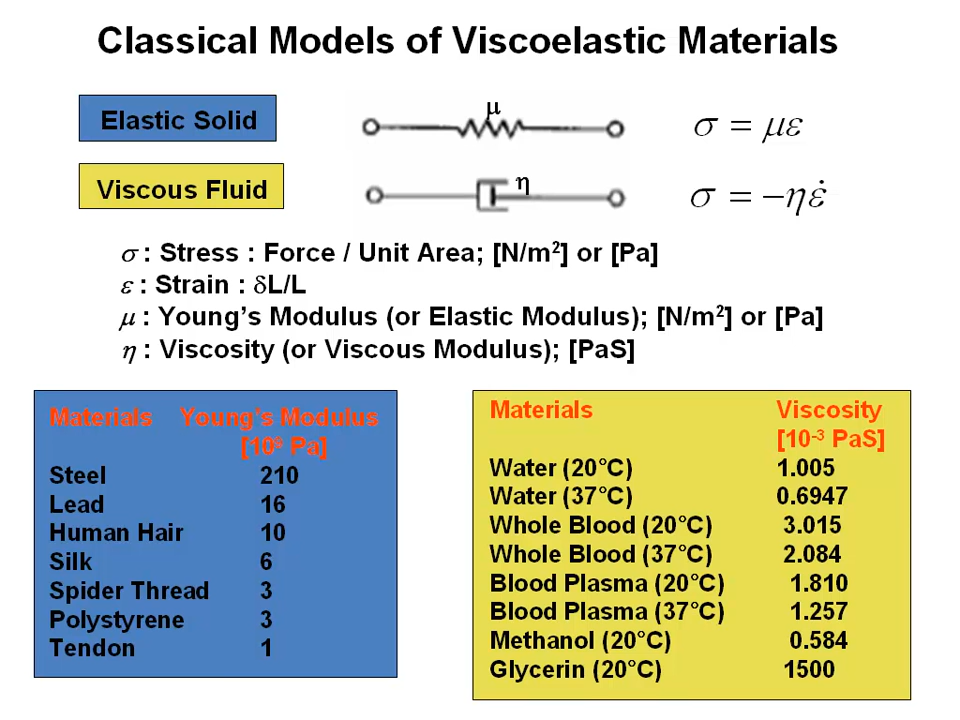 Classical Models of Viscoelastic Materials
Elastic Solid
μ
σ = με
Viscous Fluid
η
σ = −ηε̇
σ : Stress : Force / Unit Area; [N/m²] or [Pa]
ε : Strain : δL/L
μ : Young's Modulus (or Elastic Modulus); [N/m²] or [Pa]
η : Viscosity (or Viscous Modulus); [PaS]
Materials Young's Modulus
[10⁹ Pa]
Steel 210
Lead 16
Human Hair 10
Silk 6
Spider Thread 3
Polystyrene 3
Tendon 1
Materials Viscosity
[10⁻³ PaS]
Water (20°C) 1.005
Water (37°C) 0.6947
Whole Blood (20°C) 3.015
Whole Blood (37°C) 2.084
Blood Plasma (20°C) 1.810
Blood Plasma (37°C) 1.257
Methanol (20°C) 0.584
Glycerin (20°C) 1500